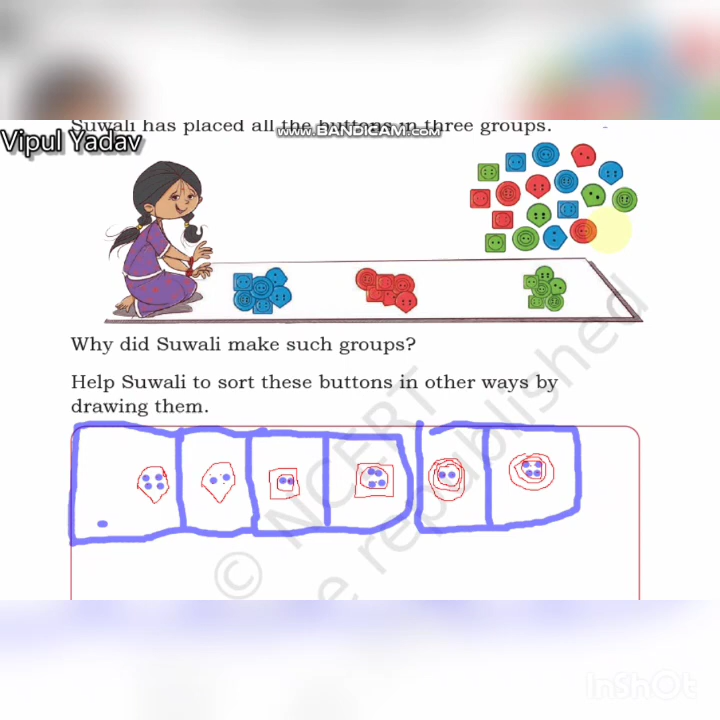 Suwali has placed all the buttons in three groups.
www.BANDICAM.com
Vipul Yadav
Why did Suwali make such groups?
Help Suwali to sort these buttons in other ways by
drawing them.
© NCERT
be republished
InShOt